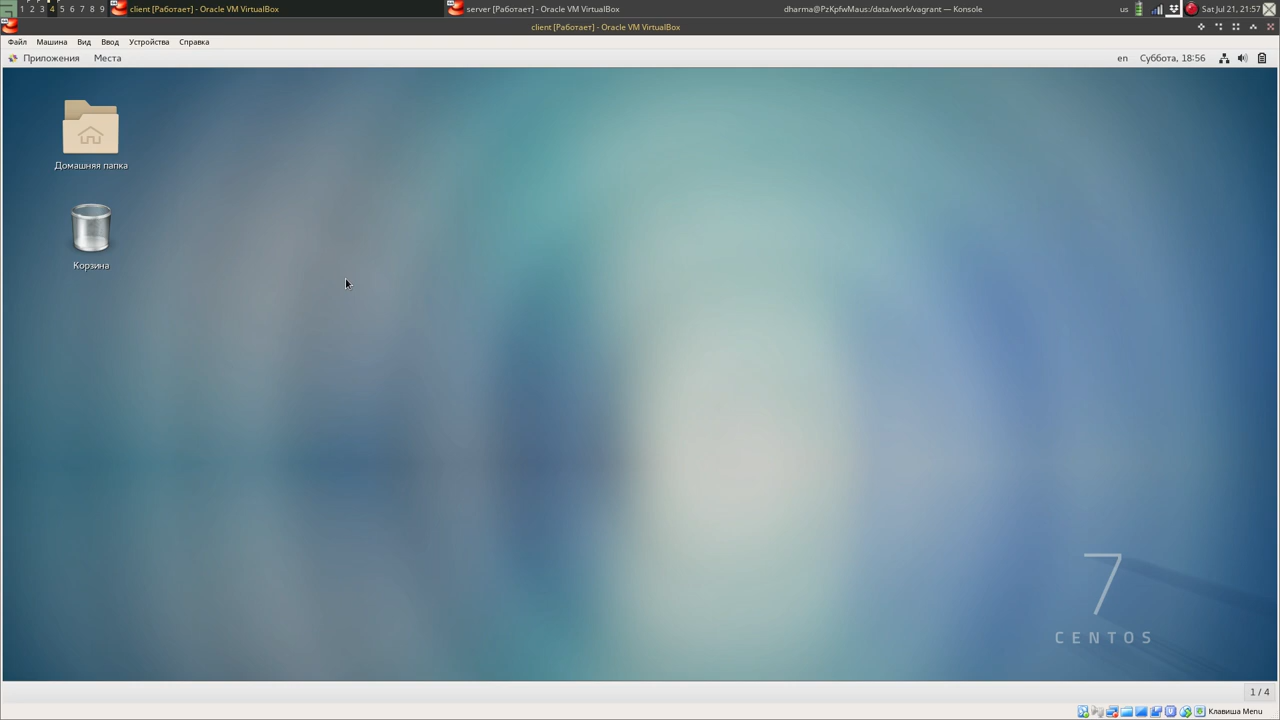 1 2 3 4 5 6 7 8 9 client [Работает] - Oracle VM VirtualBox server [Работает] - Oracle VM VirtualBox dharma@PzKpfwMaus:/data/work/vagrant — Konsole us Sat Jul 21, 21:57
client [Работает] - Oracle VM VirtualBox
Файл Машина Вид Ввод Устройства Справка
Приложения Места en Суббота, 18:56
Домашняя папка
Корзина
7
CENTOS
1 / 4
Клавиша Menu